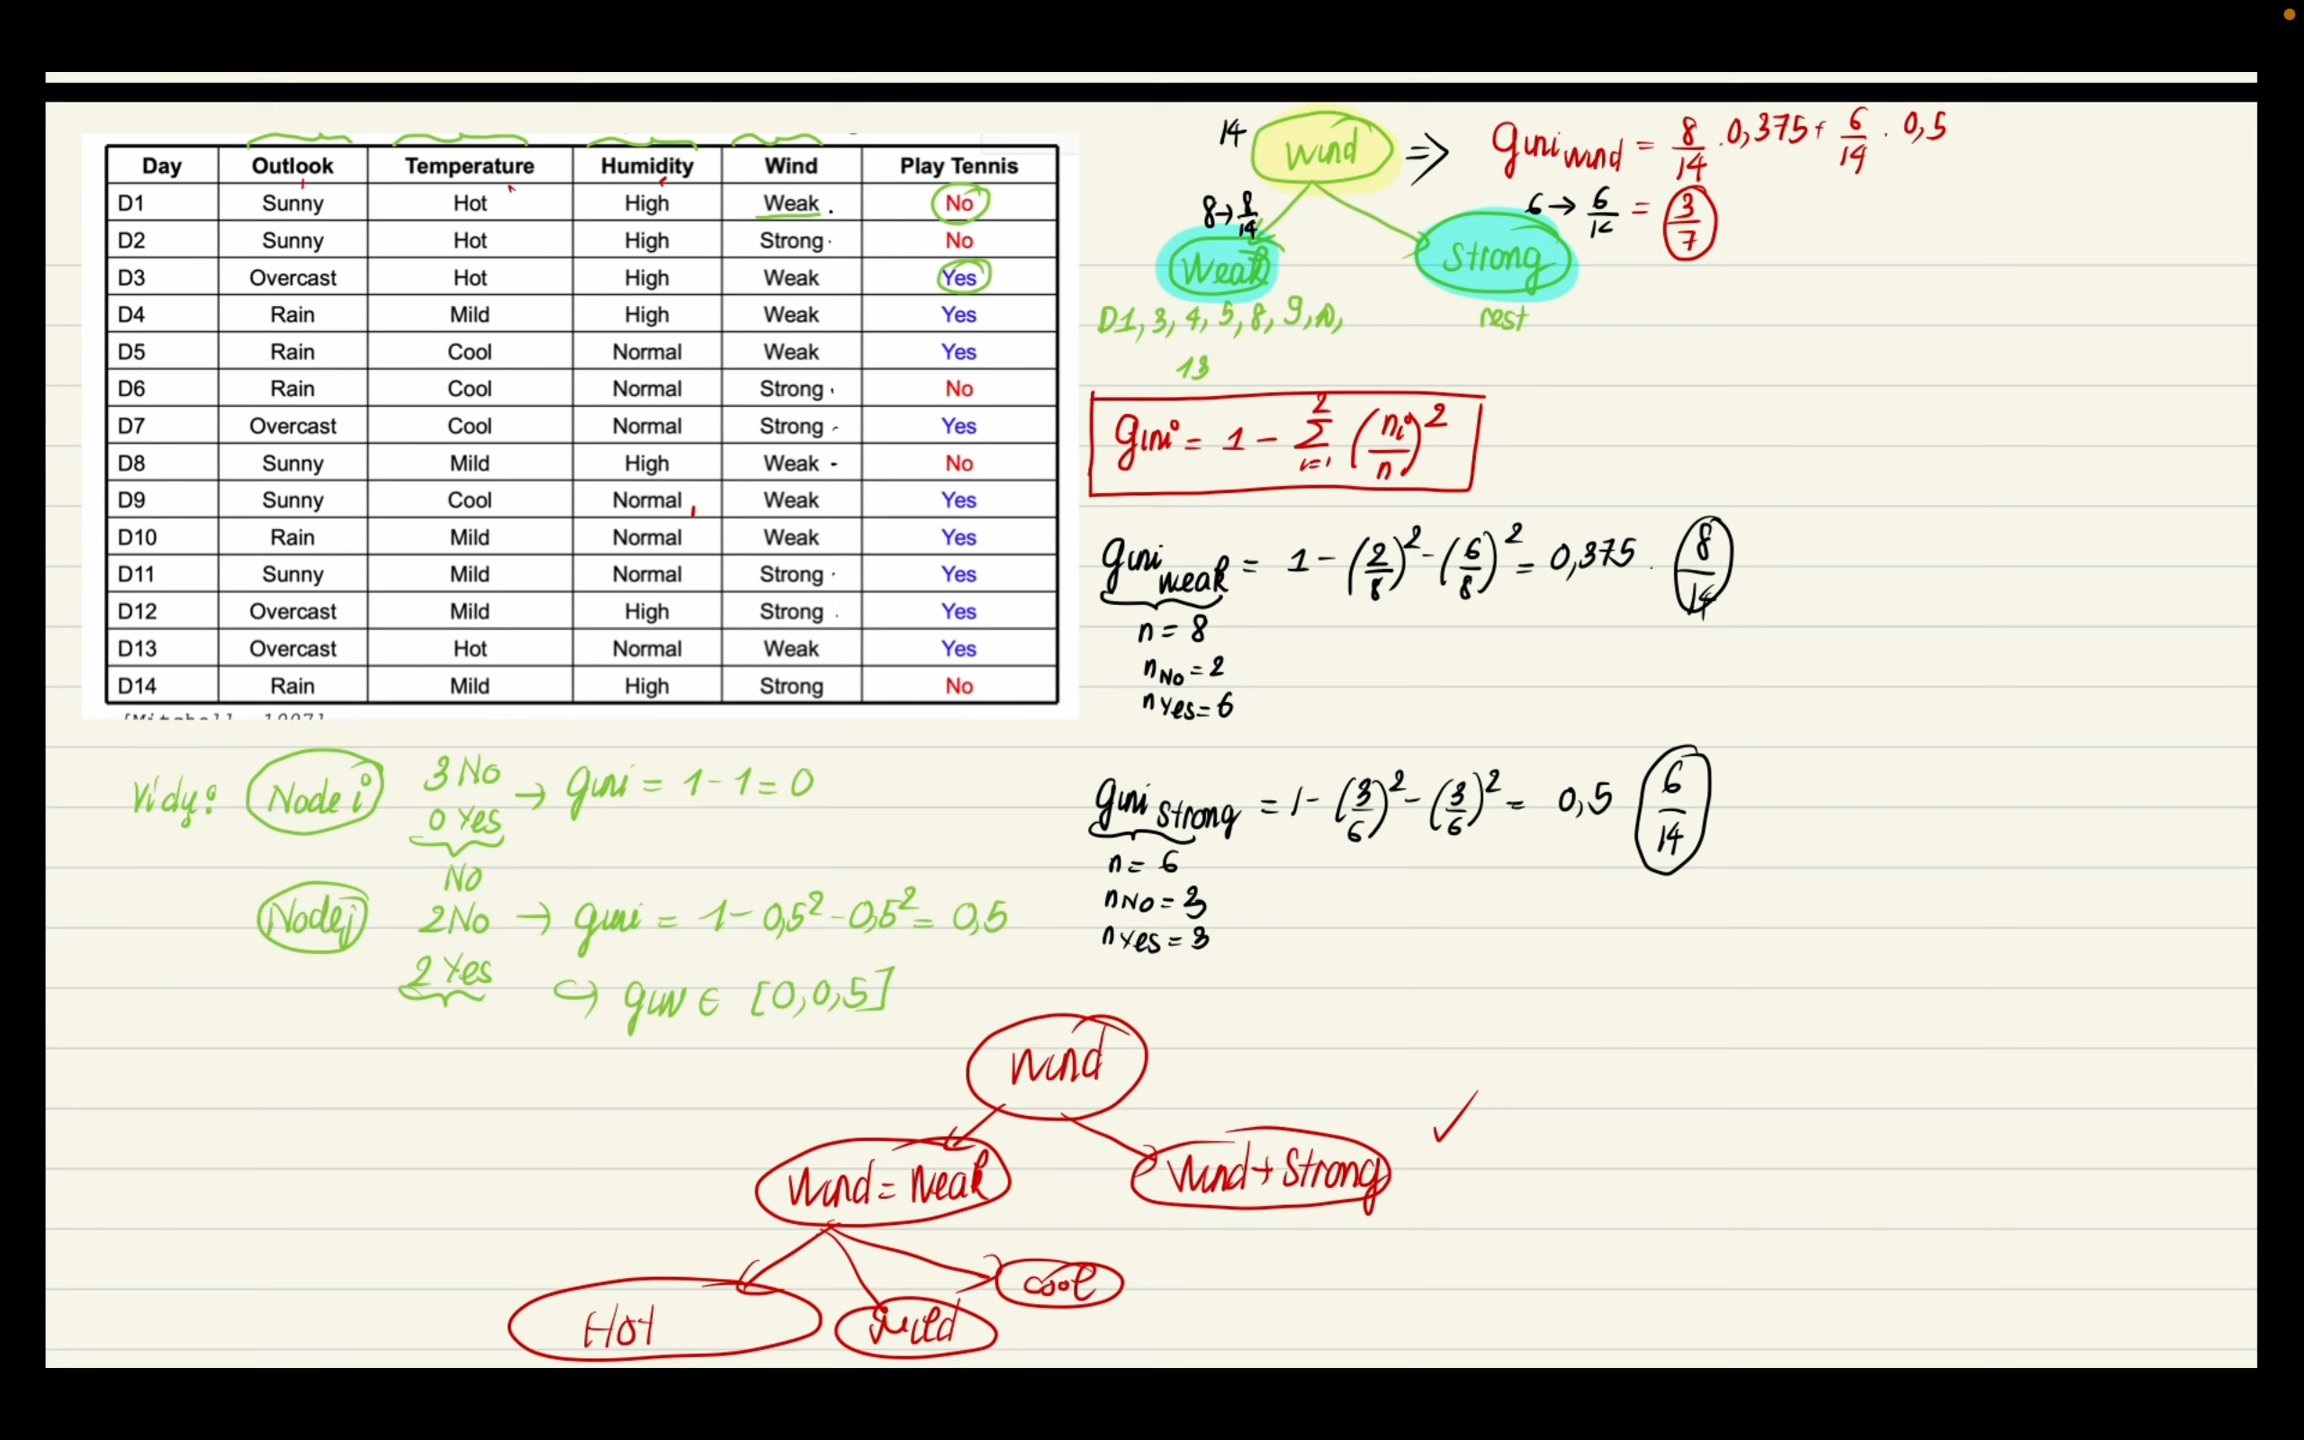 Day Outlook Temperature Humidity Wind Play Tennis
D1 Sunny Hot High Weak No
D2 Sunny Hot High Strong No
D3 Overcast Hot High Weak Yes
D4 Rain Mild High Weak Yes
D5 Rain Cool Normal Weak Yes
D6 Rain Cool Normal Strong No
D7 Overcast Cool Normal Strong Yes
D8 Sunny Mild High Weak No
D9 Sunny Cool Normal Weak Yes
D10 Rain Mild Normal Weak Yes
D11 Sunny Mild Normal Strong Yes
D12 Overcast Mild High Strong Yes
D13 Overcast Hot Normal Weak Yes
D14 Rain Mild High Strong No
Ví dụ: Node i 3 No → gini = 1 - 1 = 0
0 Yes
No
Node j 2 No → gini = 1 - 0,5² - 0,5² = 0,5
2 Yes ↪ gini ∈ [0, 0,5]
14 Wind ⇒ gini wind = 8/14 . 0,375 + 6/14 . 0,5
8 → 8/14 6 → 6/14 = 3/7
Weak Strong
D1, 3, 4, 5, 8, 9, 10, rest
13
gini = 1 - Σ i=1 2 (ni/n)²
gini weak = 1 - (2/8)² - (6/8)² = 0,375 . 8/14
n = 8
n No = 2
n Yes = 6
gini Strong = 1 - (3/6)² - (3/6)² = 0,5 6/14
n = 6
n No = 3
n Yes = 3
Wind
Wind = Weak Wind + Strong ✓
Cool
Hot Mild